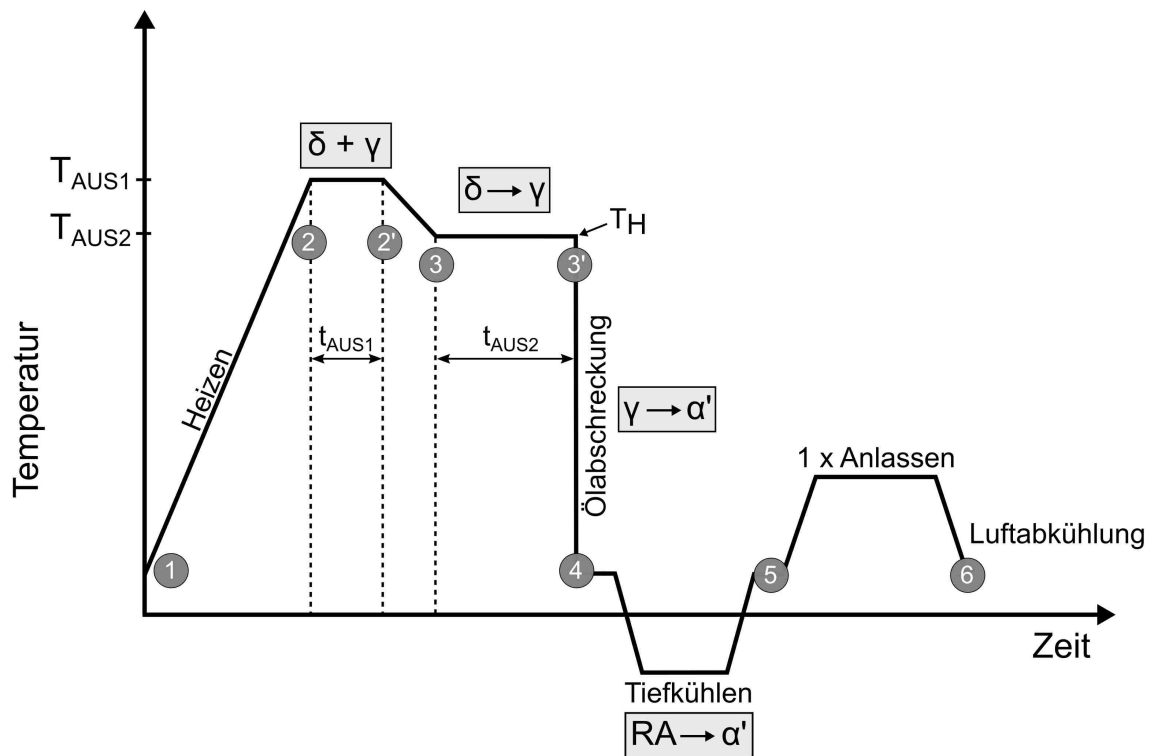 δ + γ
T_AUS1
δ → γ
T_AUS2
T_H
2
2'
3
3'
t_AUS1
t_AUS2
Heizen
Temperatur
Ölabschreckung
γ → α'
1 x Anlassen
Luftabkühlung
1
4
5
6
Zeit
Tiefkühlen
RA → α'